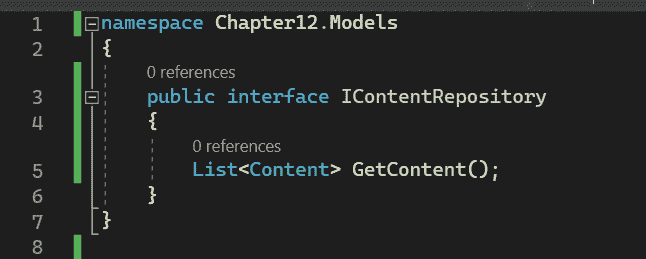 1 namespace Chapter12.Models
2 {
0 references
3 public interface IContentRepository
4 {
0 references
5 List<Content> GetContent();
6 }
7 }
8